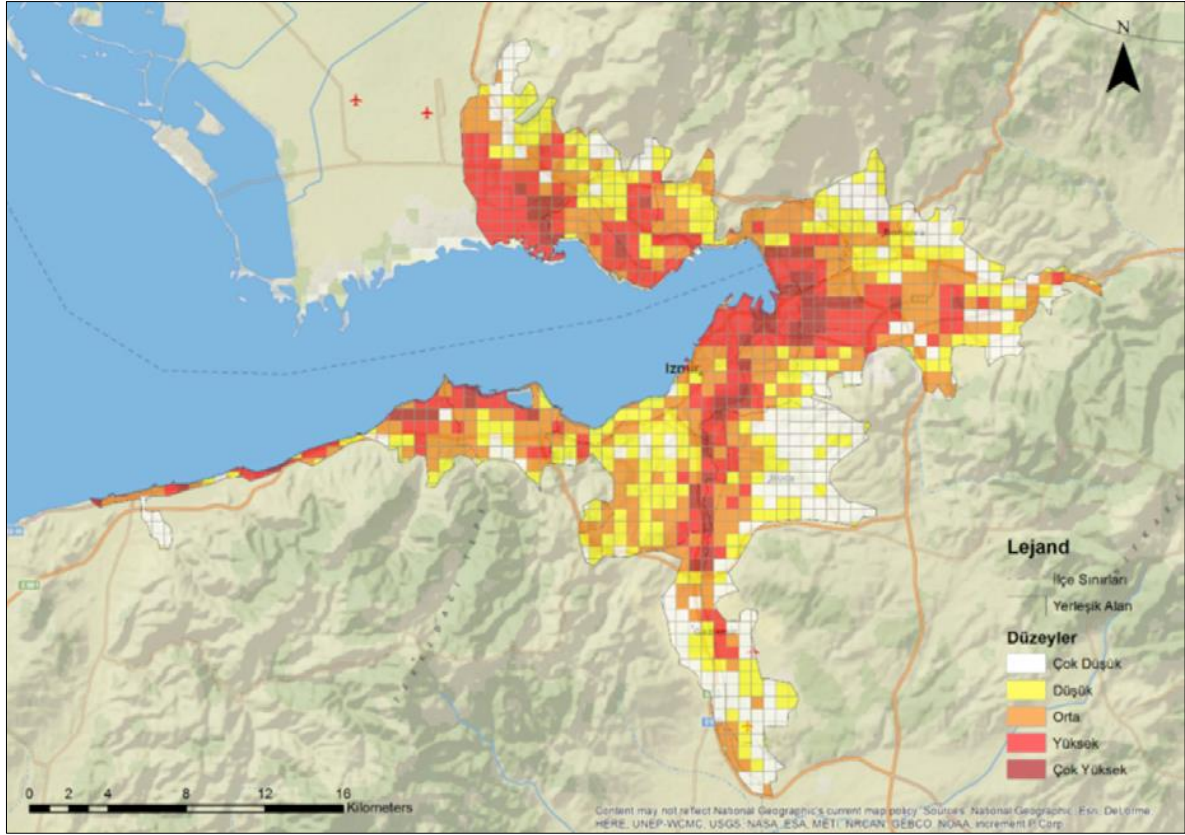 N
İzmir
Lejand
İlçe Sınırları
Yerleşik Alan
Düzeyler
Çok Düşük
Düşük
Orta
Yüksek
Çok Yüksek
0 2 4 8 12 16
Kilometers
Content may not reflect National Geographic's current map policy. Sources: National Geographic, Esri, DeLorme,
HERE, UNEP-WCMC, USGS, NASA, ESA, METI, NRCAN, GEBCO, NOAA, increment P Corp.